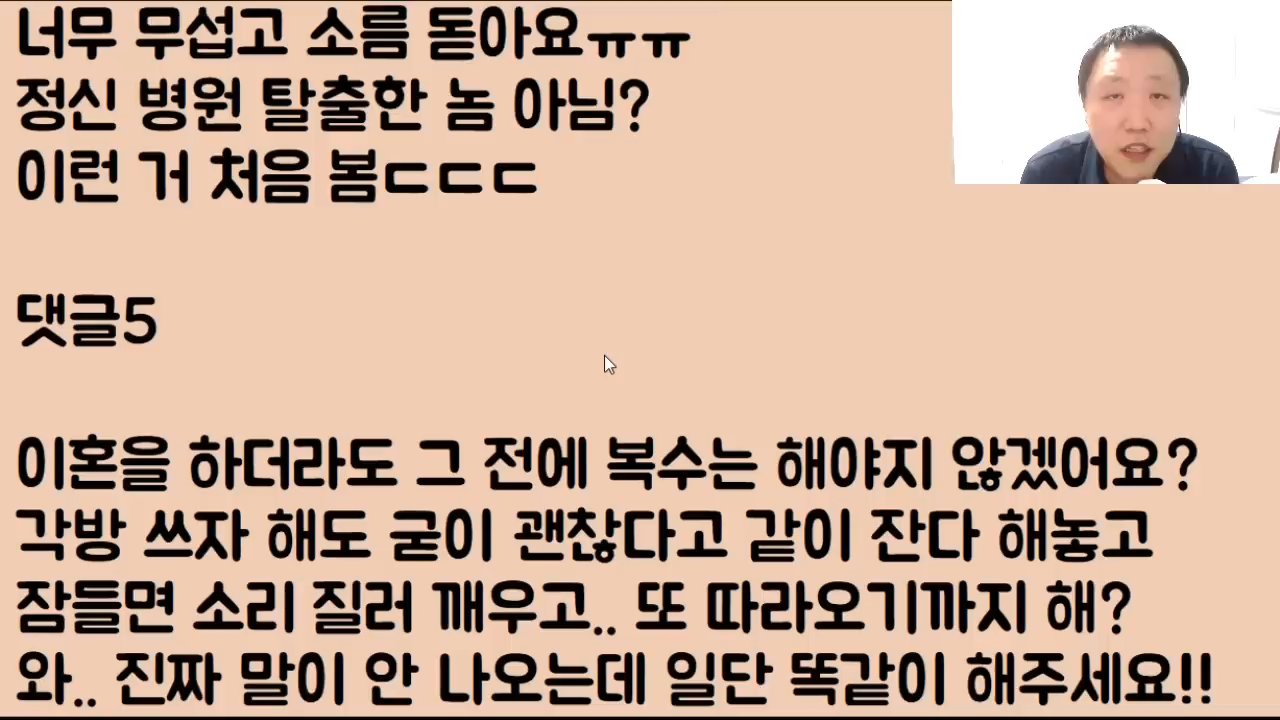 너무 무섭고 소름 돋아요ㅠㅠ
정신 병원 탈출한 놈 아님?
이런 거 처음 봄ㄷㄷㄷ
댓글5
이혼을 하더라도 그 전에 복수는 해야지 않겠어요?
각방 쓰자 해도 굳이 괜찮다고 같이 잔다 해놓고
잠들면 소리 질러 깨우고.. 또 따라오기까지 해?
와.. 진짜 말이 안 나오는데 일단 똑같이 해주세요!!